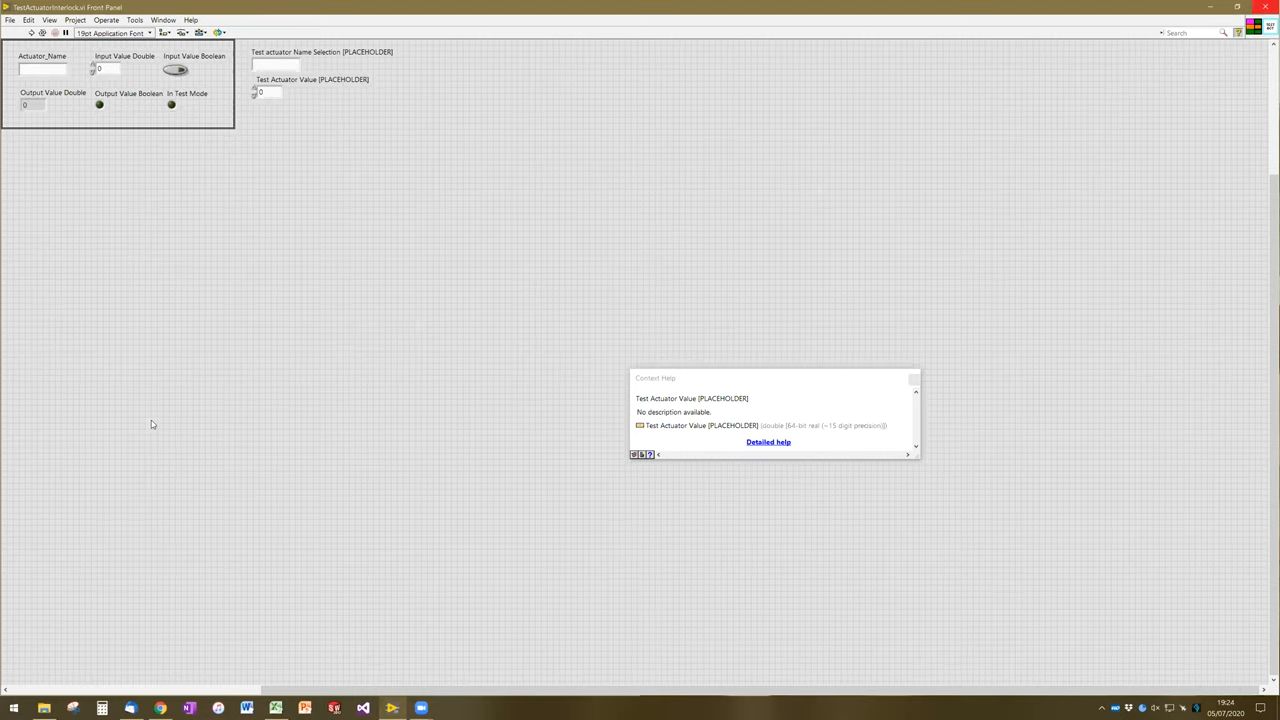 TestActuatorInterlock.vi Front Panel
File Edit View Project Operate Tools Window Help
19pt Application Font
Search
Actuator_Name
Input Value Double
Input Value Boolean
0
Output Value Double
Output Value Boolean
In Test Mode
0
Test actuator Name Selection [PLACEHOLDER]
Test Actuator Value [PLACEHOLDER]
0
Context Help
Test Actuator Value [PLACEHOLDER]
No description available.
Test Actuator Value [PLACEHOLDER] (double [64-bit real (~15 digit precision)])
Detailed help
19:24
05/07/2020